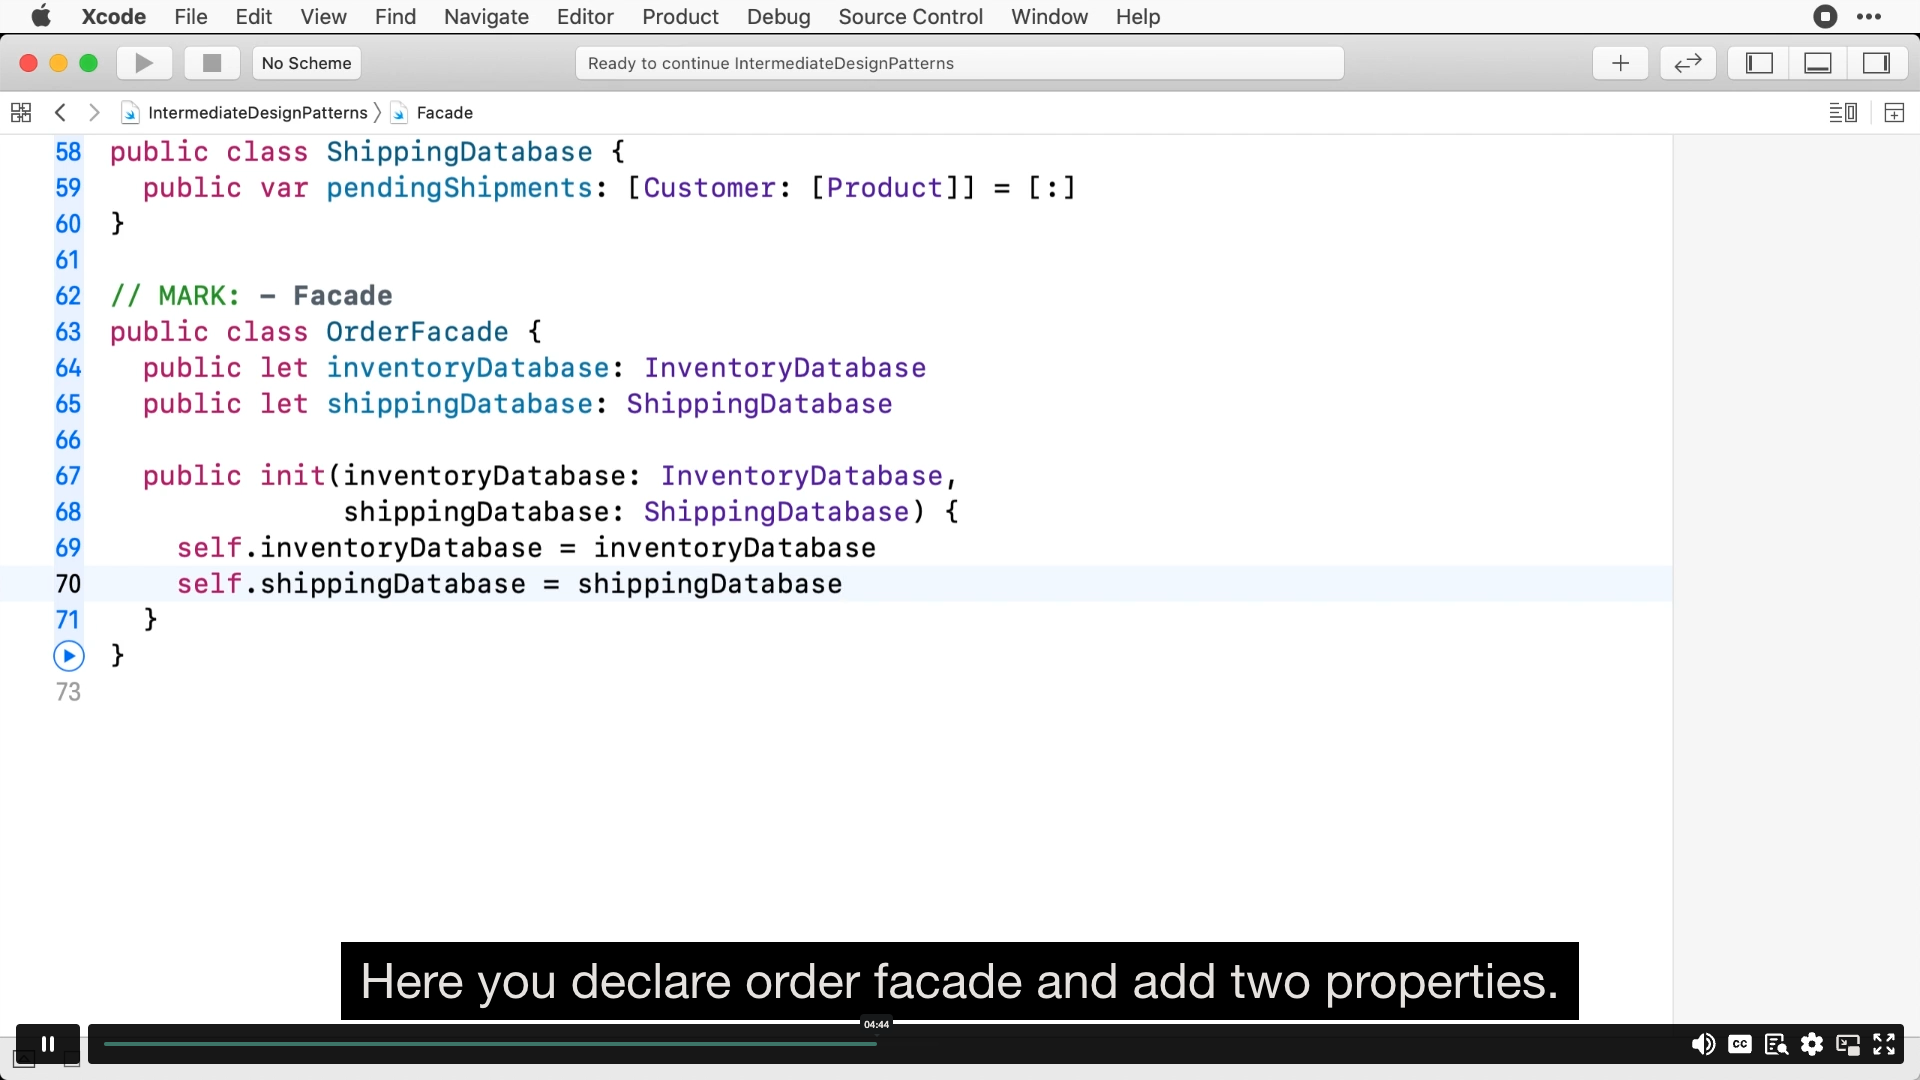 Xcode File Edit View Find Navigate Editor Product Debug Source Control Window Help
No Scheme
Ready to continue IntermediateDesignPatterns
IntermediateDesignPatterns
Facade
58 public class ShippingDatabase {
59 public var pendingShipments: [Customer: [Product]] = [:]
60 }
61
62 // MARK: - Facade
63 public class OrderFacade {
64 public let inventoryDatabase: InventoryDatabase
65 public let shippingDatabase: ShippingDatabase
66
67 public init(inventoryDatabase: InventoryDatabase,
68 shippingDatabase: ShippingDatabase) {
69 self.inventoryDatabase = inventoryDatabase
70 self.shippingDatabase = shippingDatabase
71 }
}
73
Here you declare order facade and add two properties.
04:44
CC